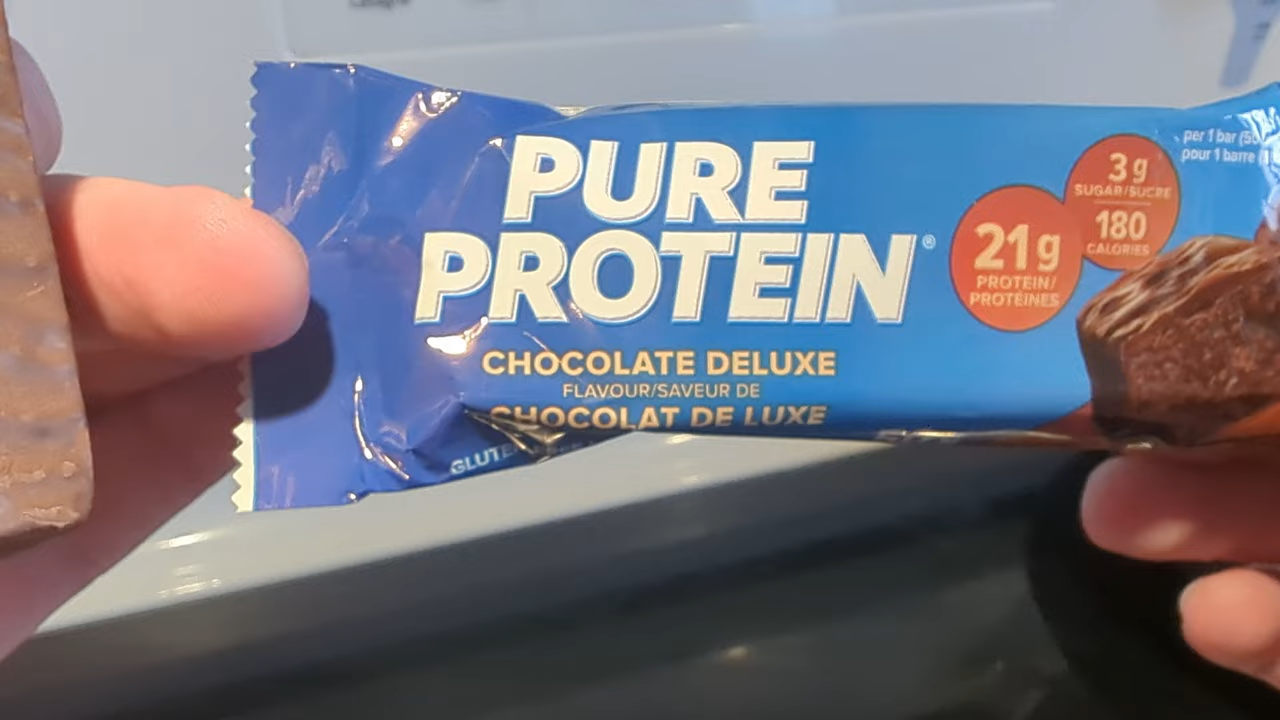 PURE
PROTEIN®
CHOCOLATE DELUXE
FLAVOUR/SAVEUR DE
CHOCOLAT DE LUXE
21g
PROTEIN/
PROTÉINES
3 g
SUGAR/SUCRE
180
CALORIES
per 1 bar
pour 1 barre